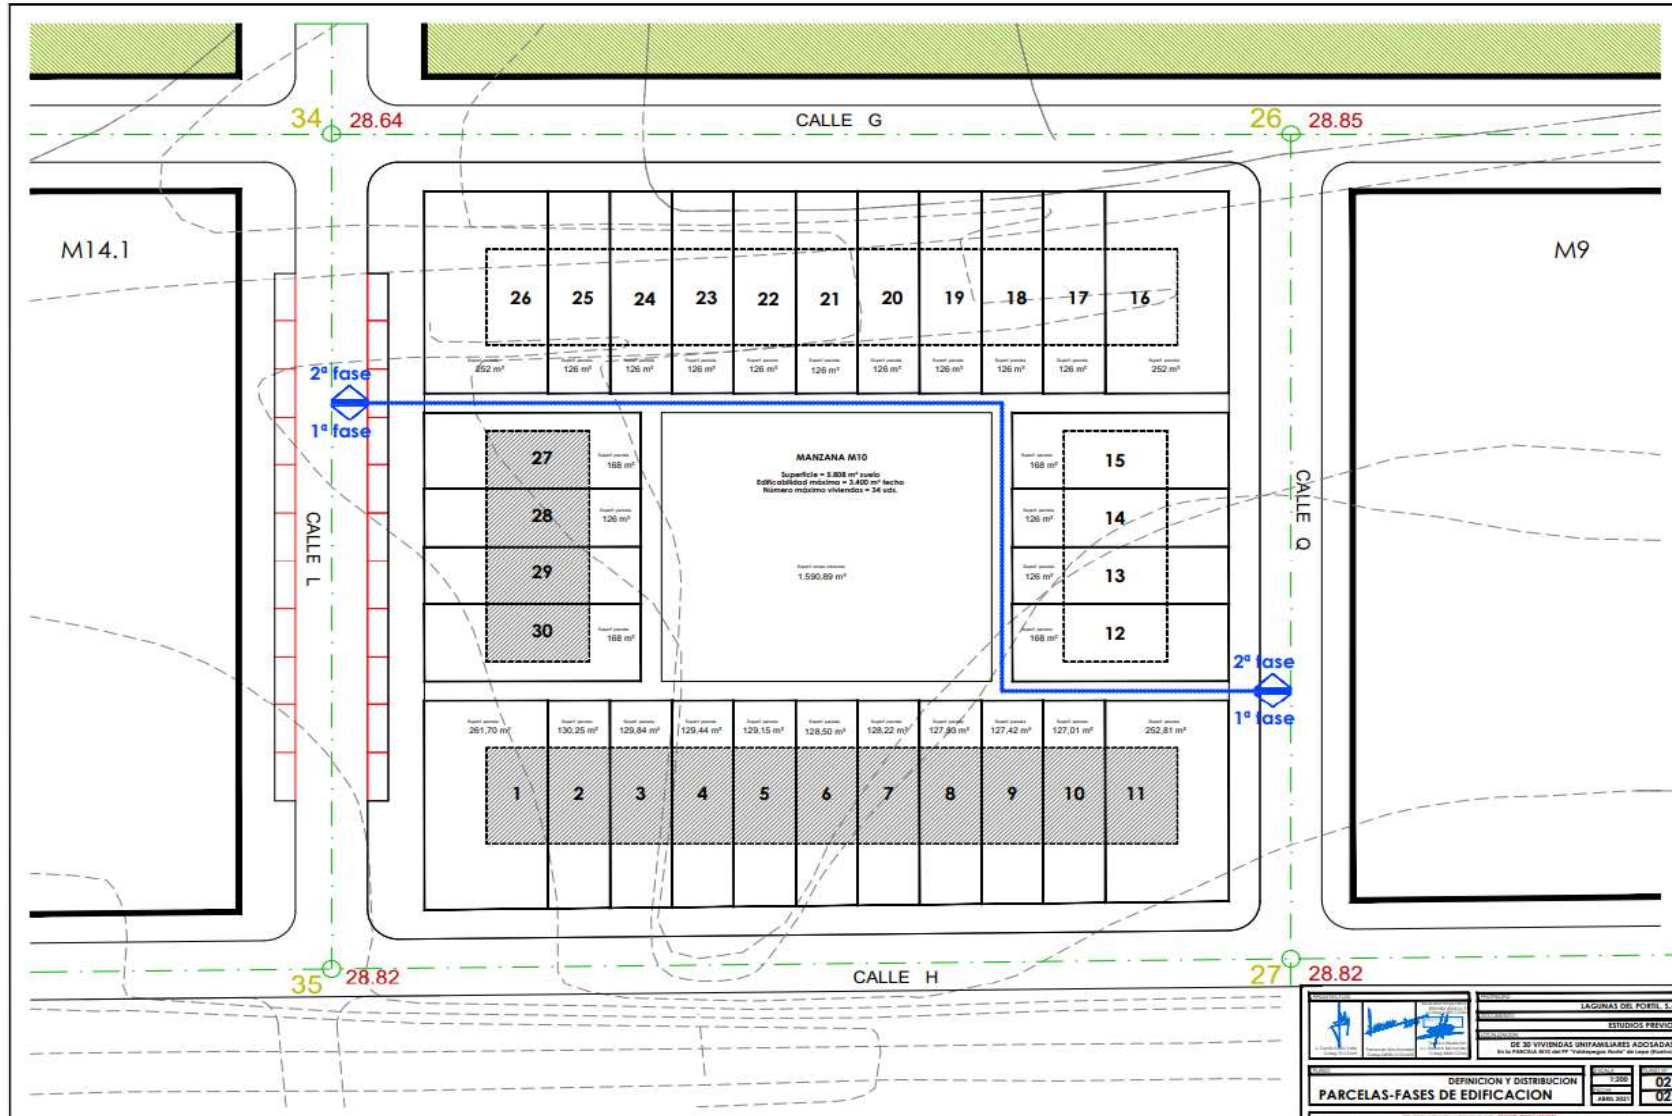 34 28.64 CALLE G 26 28.85
M14.1
M9
26 25 24 23 22 21 20 19 18 17 16
252 m² 126 m² 126 m² 126 m² 126 m² 126 m² 126 m² 126 m² 126 m² 126 m² 252 m²
2ª fase
1ª fase
27 168 m²
28 126 m²
29
30 168 m²
CALLE L
MANZANA M10
Superficie = 5.808 m² suelo
Edificabilidad máxima = 3.400 m² techo
Número máximo viviendas = 34 uds.
1.590,89 m²
168 m² 15
126 m² 14
126 m² 13
168 m² 12
CALLE Q
2ª fase
1ª fase
261,70 m² 130,25 m² 129,84 m² 129,44 m² 129,15 m² 128,50 m² 128,22 m² 127,83 m² 127,42 m² 127,01 m² 252,81 m²
1 2 3 4 5 6 7 8 9 10 11
35 28.82 CALLE H 27 28.82
LAGUNAS DEL PORTIL, S.
ESTUDIOS PREVIO
DE 30 VIVIENDAS UNIFAMILIARES ADOSADAS
DEFINICION Y DISTRIBUCION
PARCELAS-FASES DE EDIFICACION
1:200
ABRIL 2021
02
02